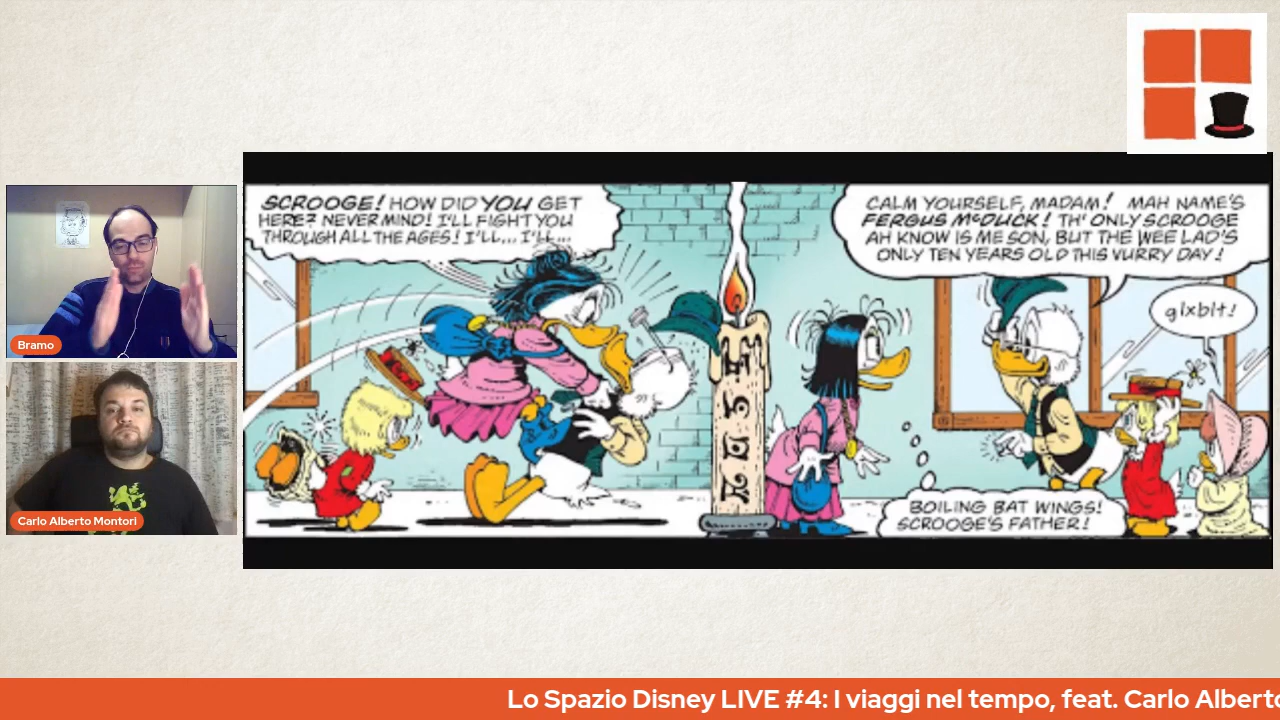 SCROOGE! HOW DID YOU GET
HERE? NEVER MIND! I'LL FIGHT YOU
THROUGH ALL THE AGES! I'LL... I'LL...
CALM YOURSELF, MADAM! MAH NAME'S
FERGUS McDUCK! TH' ONLY SCROOGE
AH KNOW IS ME SON, BUT THE WEE LAD'S
ONLY TEN YEARS OLD THIS VURRY DAY!
glxblt!
BOILING BAT WINGS!
SCROOGE'S FATHER!
Bramo
Carlo Alberto Montori
Lo Spazio Disney LIVE #4: I viaggi nel tempo, feat. Carlo Alberto